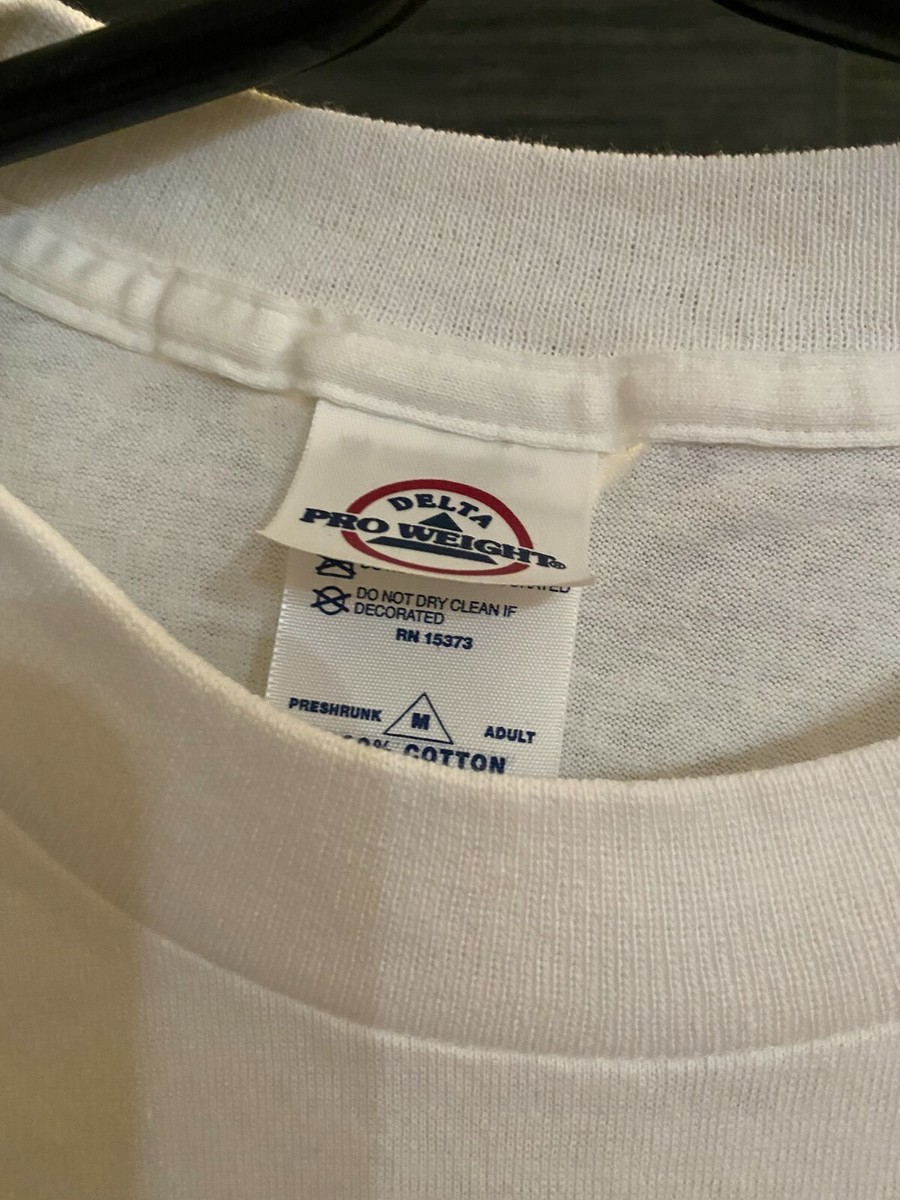 DELTA
PRO WEIGHT®
DO NOT DRY CLEAN IF
DECORATED
RN 15373
PRESHRUNK M ADULT
COTTON